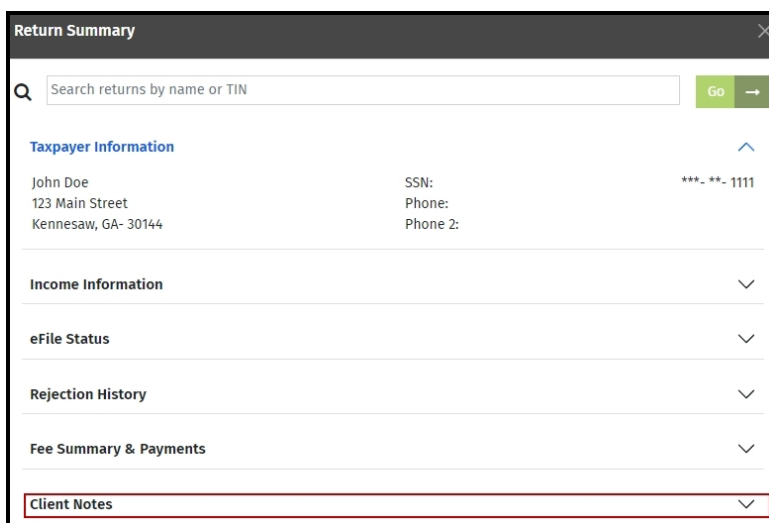 Return Summary
Search returns by name or TIN
Go →
Taxpayer Information
John Doe SSN: ***- **- 1111
123 Main Street Phone:
Kennesaw, GA- 30144 Phone 2:
Income Information
eFile Status
Rejection History
Fee Summary & Payments
Client Notes